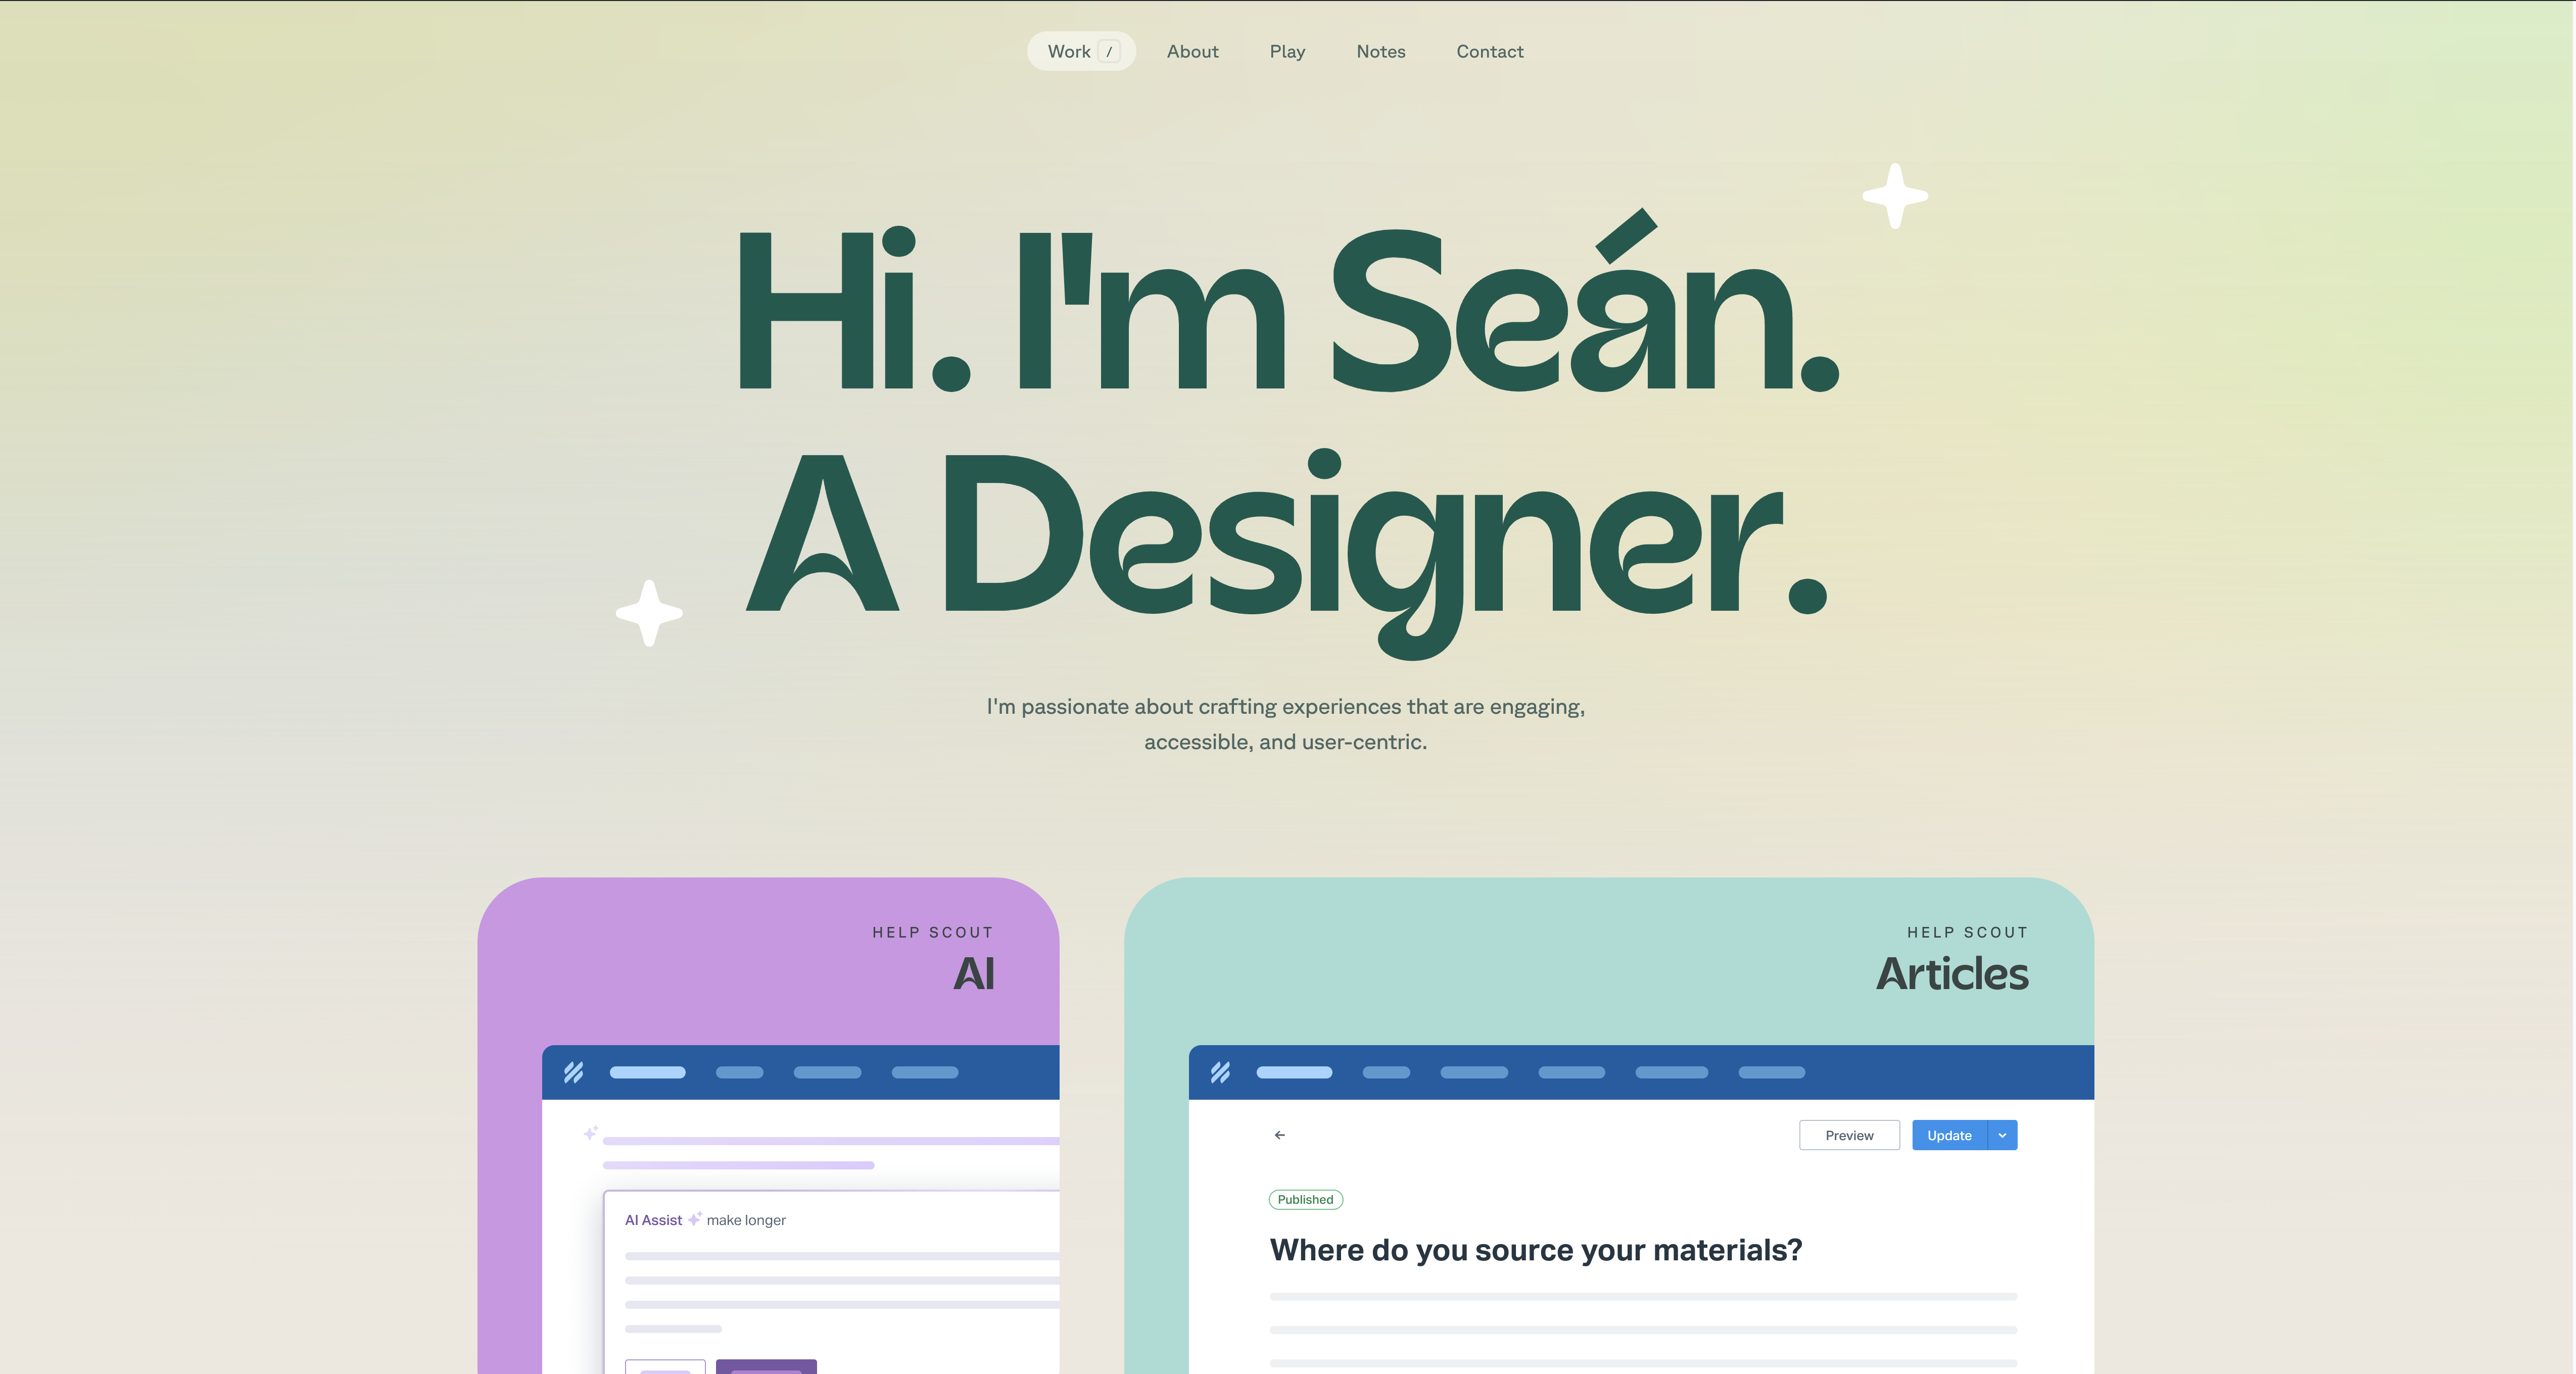 Work /
About
Play
Notes
Contact
Hi. I'm Seán.
A Designer.
I'm passionate about crafting experiences that are engaging,
accessible, and user-centric.
HELP SCOUT
AI
AI Assist make longer
HELP SCOUT
Articles
Preview
Update
Published
Where do you source your materials?